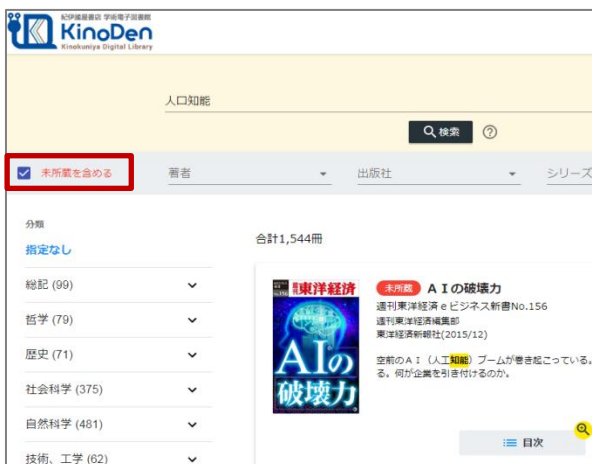 紀伊國屋書店 学術電子図書館
KinoDen
Kinokuniya Digital Library
人口知能
検索
未所蔵を含める
著者
出版社
シリーズ
分類
指定なし
合計1,544冊
総記 (99)
哲学 (79)
歴史 (71)
社会科学 (375)
自然科学 (481)
技術、工学 (62)
週刊東洋経済
AIの
破壊力
未所蔵 ＡＩの破壊力
週刊東洋経済ｅビジネス新書No.156
週刊東洋経済編集部
東洋経済新報社(2015/12)
空前のＡＩ（人工知能）ブームが巻き起こっている。
る。何が企業を引き付けるのか。
目次